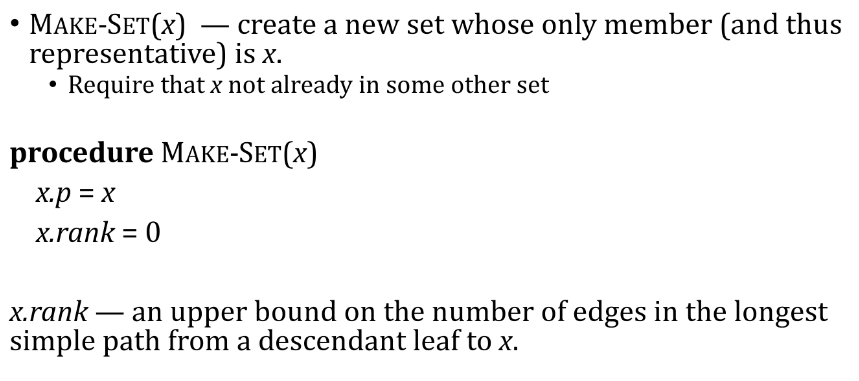 • MAKE-SET(x) — create a new set whose only member (and thus
representative) is x.
• Require that x not already in some other set
procedure MAKE-SET(x)
x.p = x
x.rank = 0
x.rank — an upper bound on the number of edges in the longest
simple path from a descendant leaf to x.